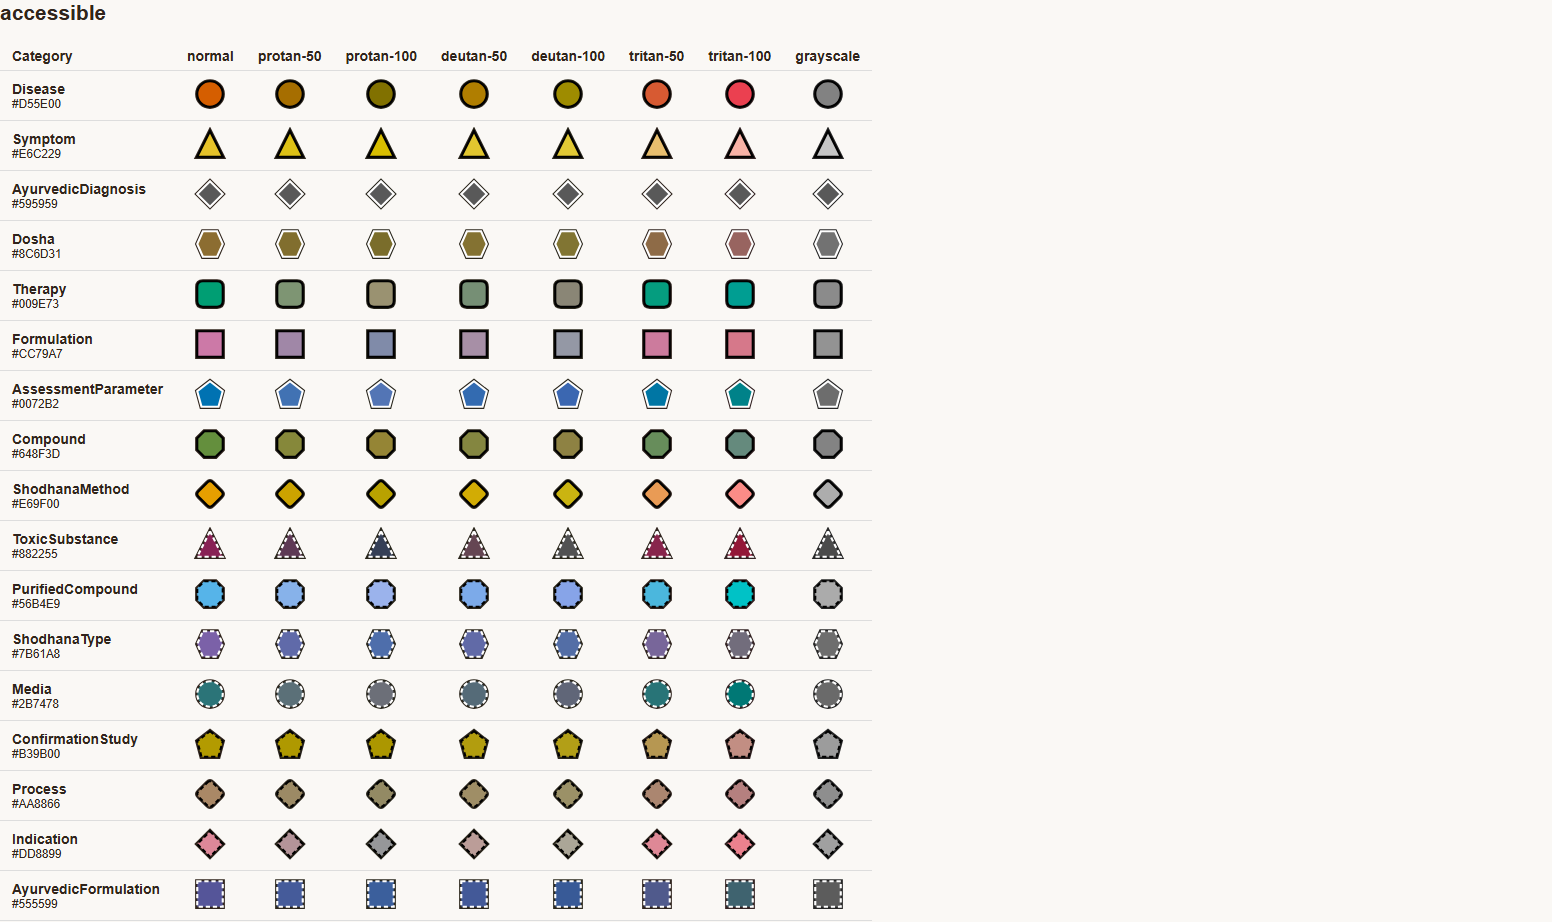 accessible
Category normal protan-50 protan-100 deutan-50 deutan-100 tritan-50 tritan-100 grayscale
Disease
#D55E00
Symptom
#E6C229
AyurvedicDiagnosis
#595959
Dosha
#8C6D31
Therapy
#009E73
Formulation
#CC79A7
AssessmentParameter
#0072B2
Compound
#648F3D
ShodhanaMethod
#E69F00
ToxicSubstance
#882255
PurifiedCompound
#56B4E9
ShodhanaType
#7B61A8
Media
#2B7478
ConfirmationStudy
#B39B00
Process
#AA8866
Indication
#DD8899
AyurvedicFormulation
#555599